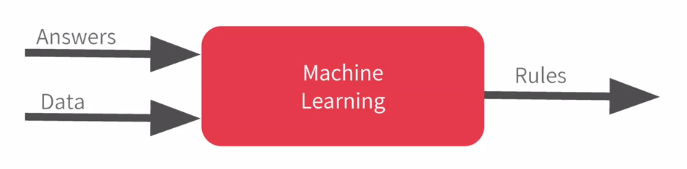 Answers
Data
Machine
Learning
Rules